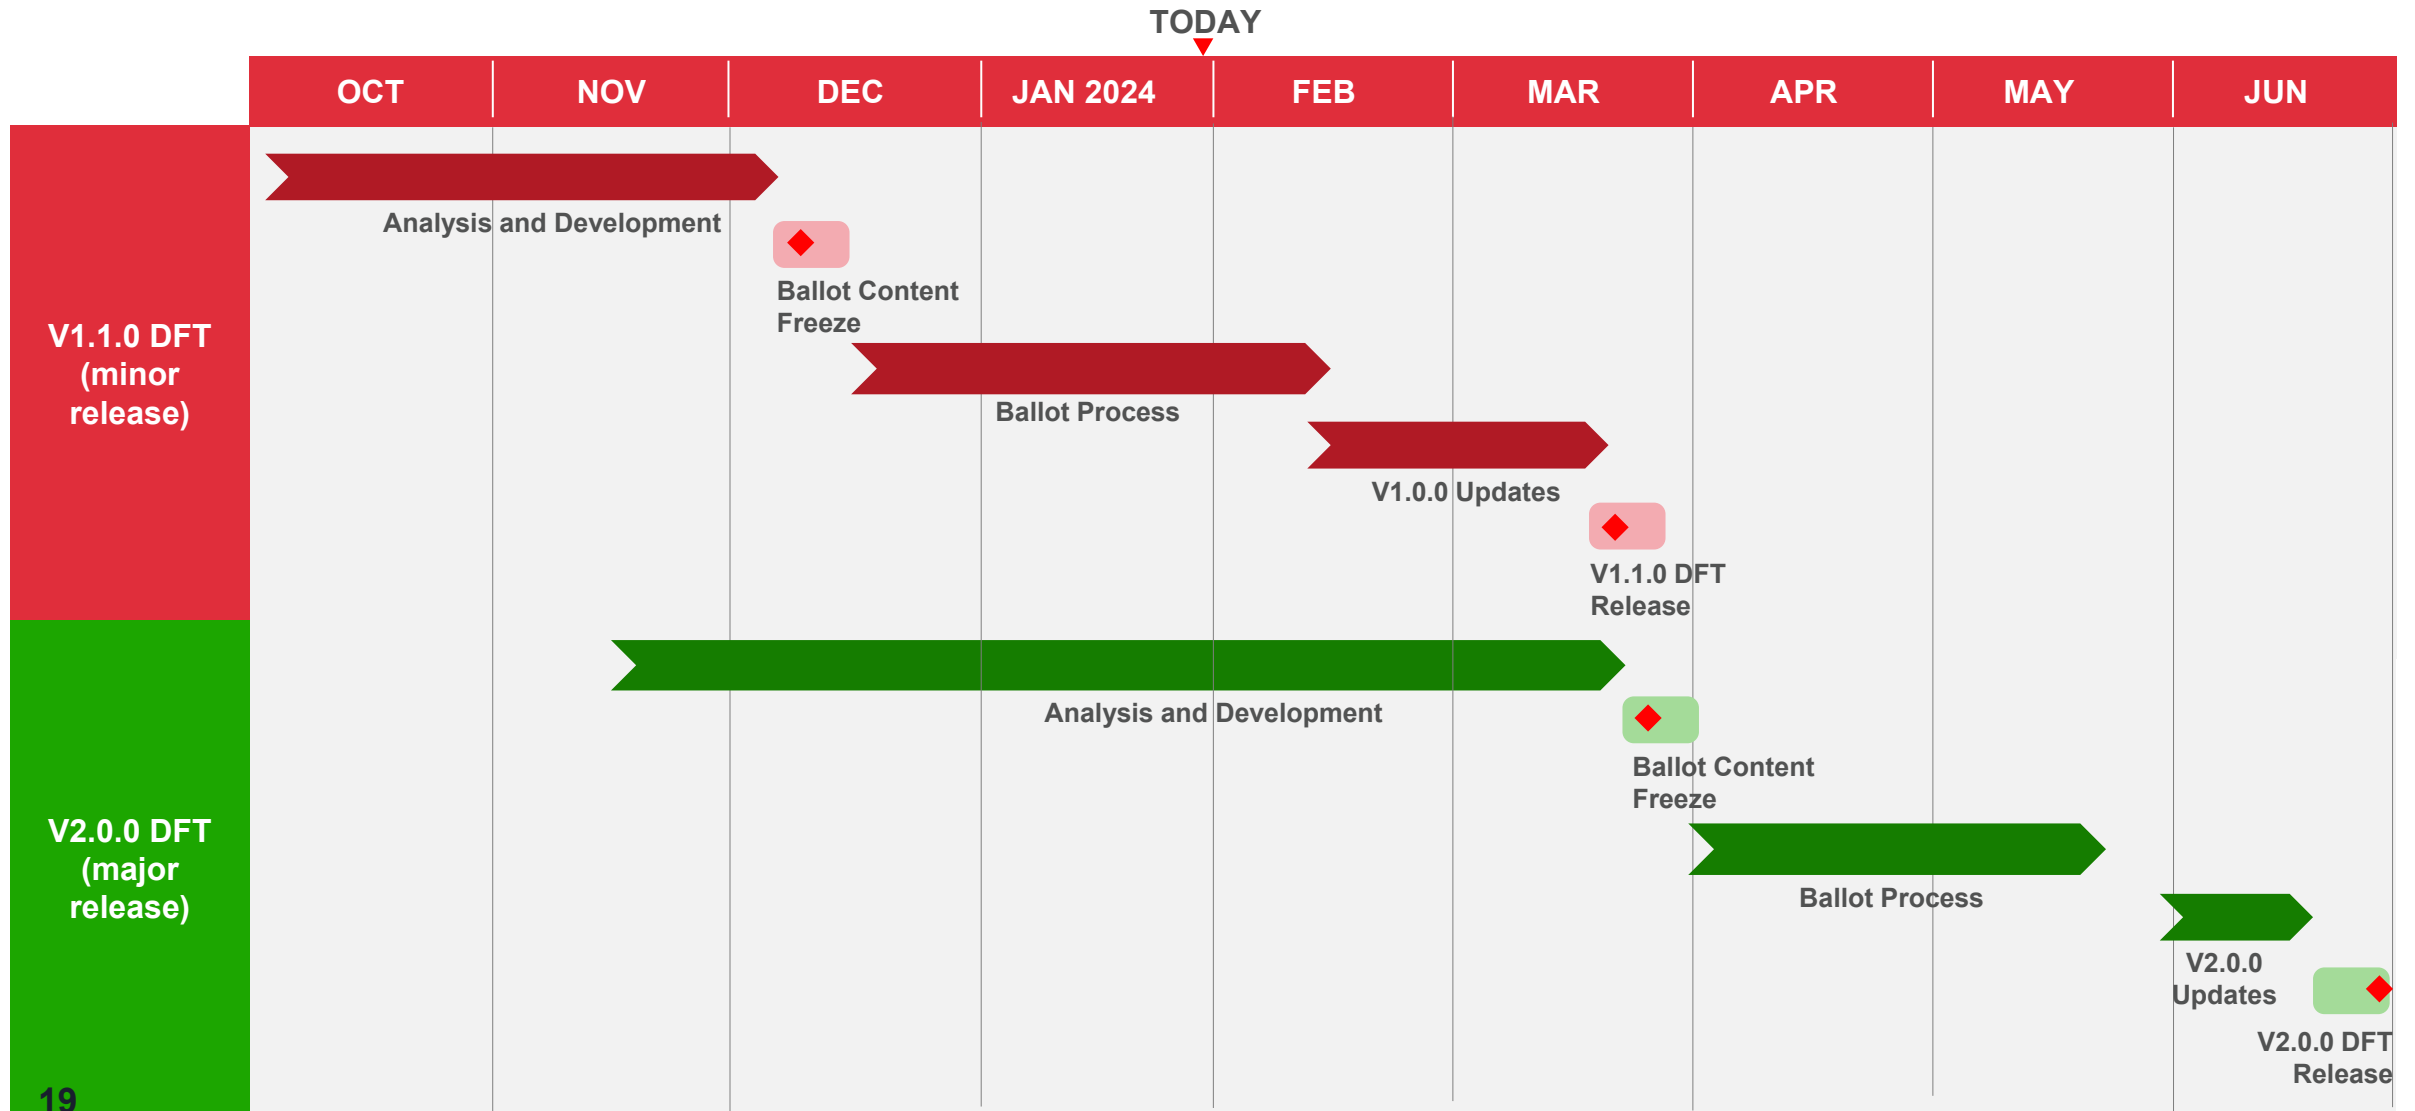 TODAY
OCT NOV DEC JAN 2024 FEB MAR APR MAY JUN
V1.1.0 DFT
(minor
release)
Analysis and Development
Ballot Content
Freeze
Ballot Process
V1.0.0 Updates
V1.1.0 DFT
Release
V2.0.0 DFT
(major
release)
Analysis and Development
Ballot Content
Freeze
Ballot Process
V2.0.0
Updates
V2.0.0 DFT
Release
19